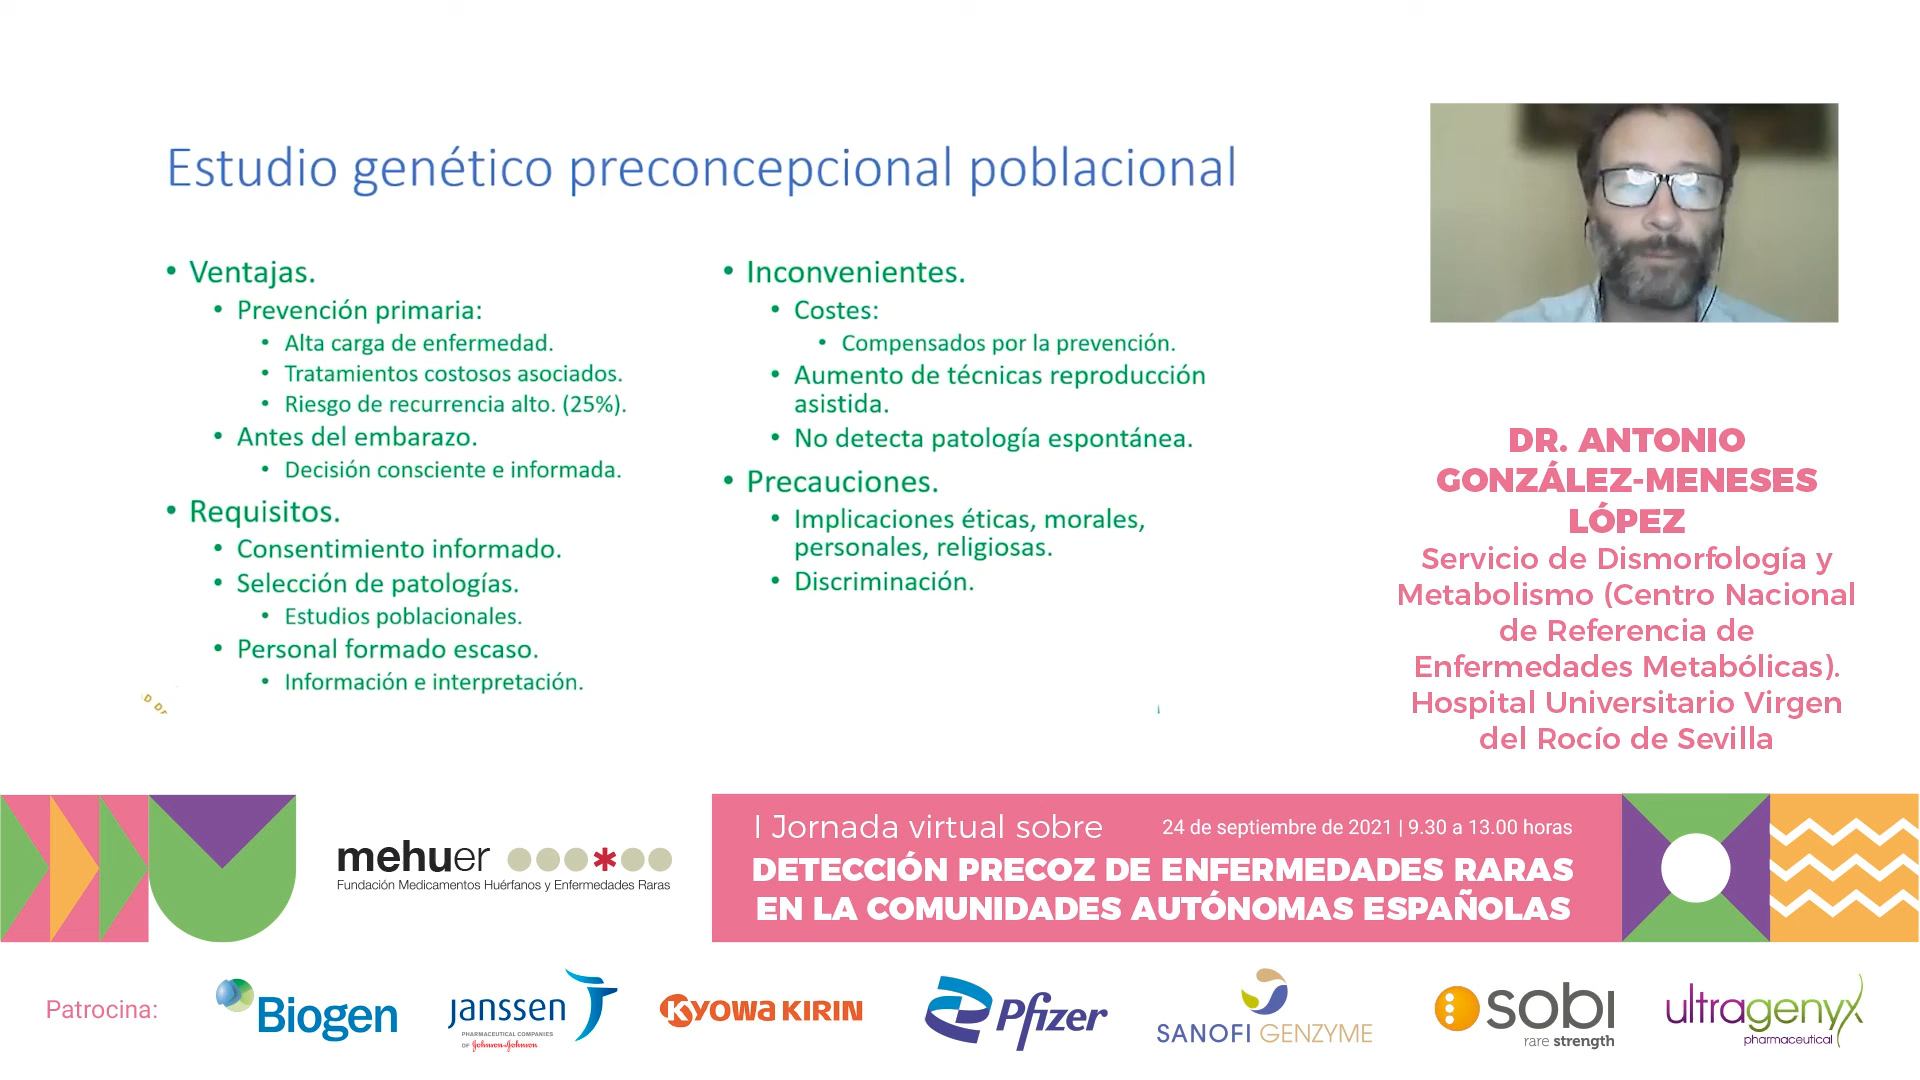 Estudio genético preconcepcional poblacional
• Ventajas.
• Prevención primaria:
• Alta carga de enfermedad.
• Tratamientos costosos asociados.
• Riesgo de recurrencia alto. (25%).
• Antes del embarazo.
• Decisión consciente e informada.
• Requisitos.
• Consentimiento informado.
• Selección de patologías.
• Estudios poblacionales.
• Personal formado escaso.
• Información e interpretación.
• Inconvenientes.
• Costes:
• Compensados por la prevención.
• Aumento de técnicas reproducción
asistida.
• No detecta patología espontánea.
• Precauciones.
• Implicaciones éticas, morales,
personales, religiosas.
• Discriminación.
DR. ANTONIO
GONZÁLEZ-MENESES
LÓPEZ
Servicio de Dismorfología y
Metabolismo (Centro Nacional
de Referencia de
Enfermedades Metabólicas).
Hospital Universitario Virgen
del Rocío de Sevilla
mehuer
Fundación Medicamentos Huérfanos y Enfermedades Raras
I Jornada virtual sobre
24 de septiembre de 2021 | 9.30 a 13.00 horas
DETECCIÓN PRECOZ DE ENFERMEDADES RARAS
EN LA COMUNIDADES AUTÓNOMAS ESPAÑOLAS
Patrocina:
Biogen
janssen
PHARMACEUTICAL COMPANIES
OF Johnson & Johnson
KYOWA KIRIN
Pfizer
SANOFI GENZYME
sobi
rare strength
ultragenyx
pharmaceutical